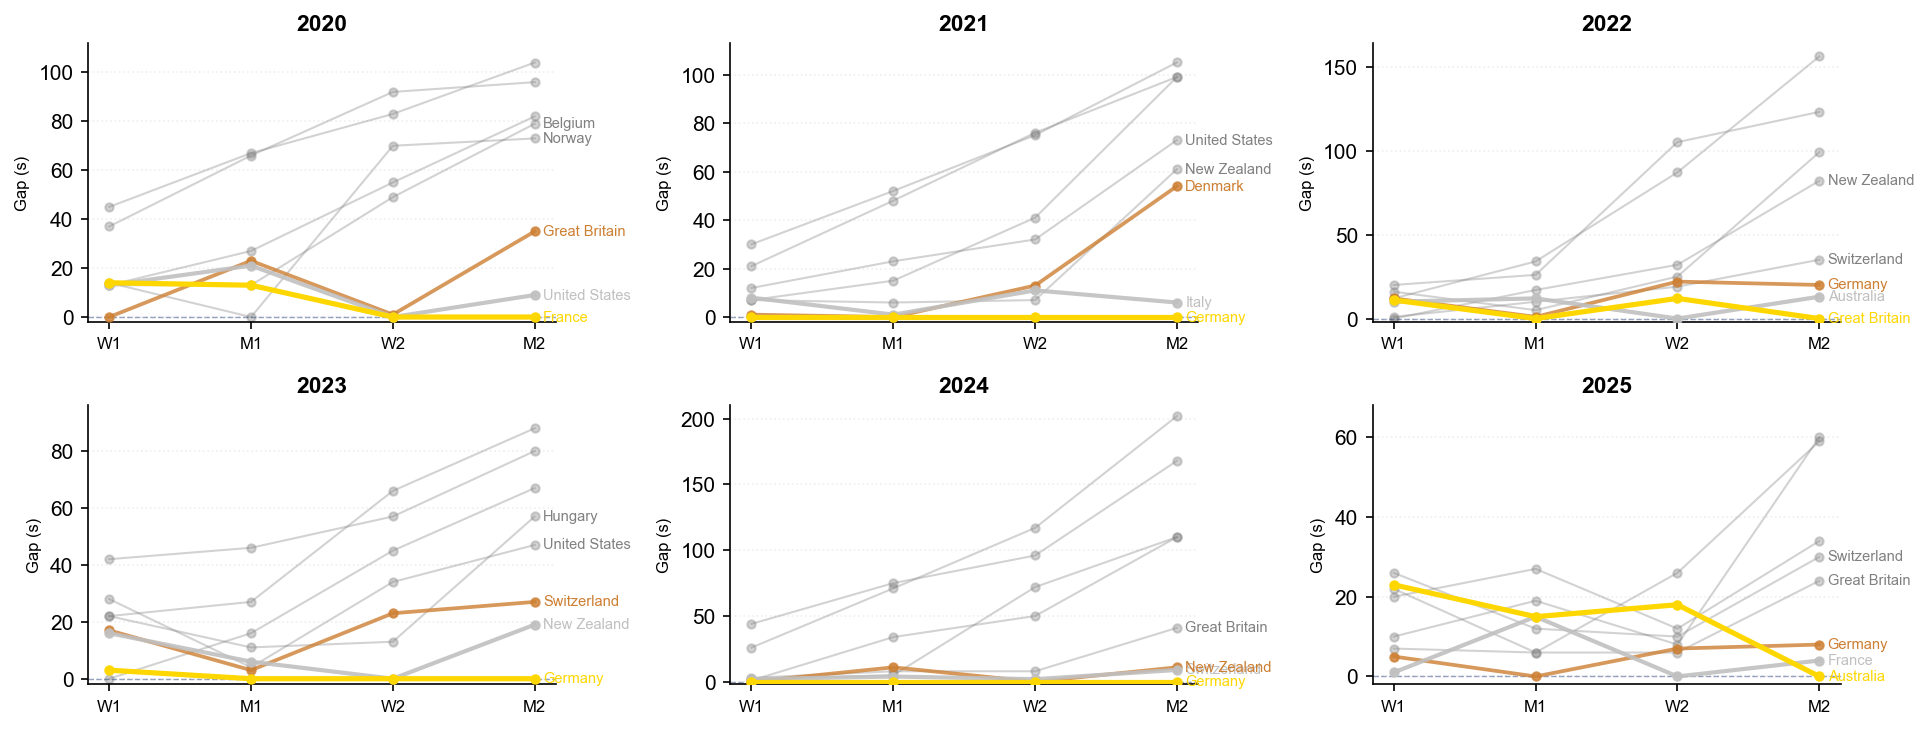 2020
Gap (s)
100
80
60
40
20
0
W1 M1 W2 M2
Belgium
Norway
Great Britain
United States
France
2021
Gap (s)
100
80
60
40
20
0
W1 M1 W2 M2
United States
New Zealand
Denmark
Italy
Germany
2022
Gap (s)
150
100
50
0
W1 M1 W2 M2
New Zealand
Switzerland
Germany
Australia
Great Britain
2023
Gap (s)
80
60
40
20
0
W1 M1 W2 M2
Hungary
United States
Switzerland
New Zealand
Germany
2024
Gap (s)
200
150
100
50
0
W1 M1 W2 M2
Great Britain
New Zealand
Germany
2025
Gap (s)
60
40
20
0
W1 M1 W2 M2
Switzerland
Great Britain
Germany
France
Australia